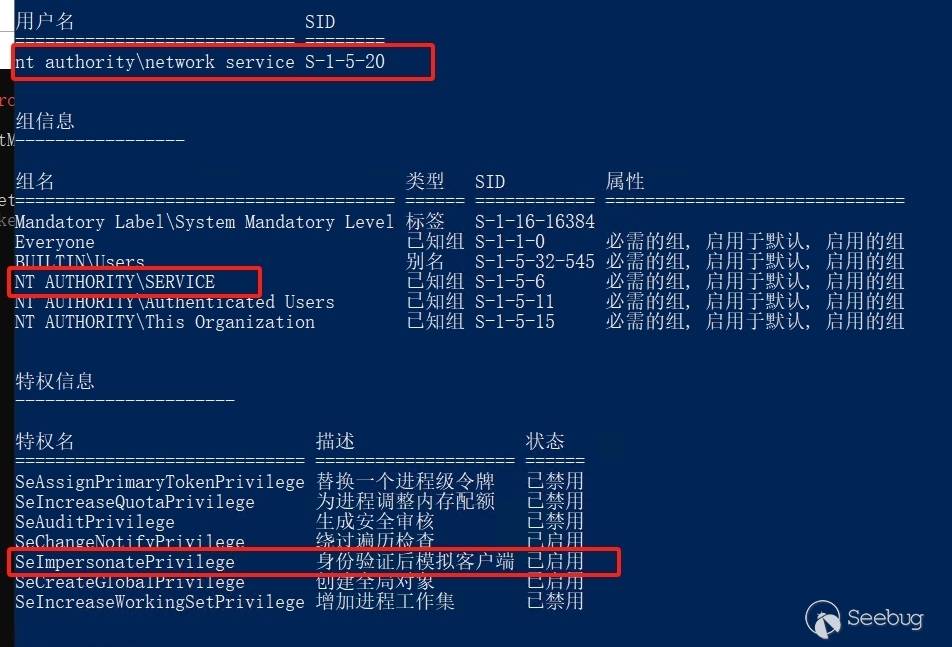 用户名 SID
============================ ========
nt authority\network service S-1-5-20
组信息
-----------------
组名 类型 SID 属性
====================================== ====== ============ ==============================
Mandatory Label\System Mandatory Level 标签 S-1-16-16384
Everyone 已知组 S-1-1-0 必需的组, 启用于默认, 启用的组
BUILTIN\Users 别名 S-1-5-32-545 必需的组, 启用于默认, 启用的组
NT AUTHORITY\SERVICE 已知组 S-1-5-6 必需的组, 启用于默认, 启用的组
NT AUTHORITY\Authenticated Users 已知组 S-1-5-11 必需的组, 启用于默认, 启用的组
NT AUTHORITY\This Organization 已知组 S-1-5-15 必需的组, 启用于默认, 启用的组
特权信息
----------------------
特权名 描述 状态
============================= ==================== ======
SeAssignPrimaryTokenPrivilege 替换一个进程级令牌 已禁用
SeIncreaseQuotaPrivilege 为进程调整内存配额 已禁用
SeAuditPrivilege 生成安全审核 已禁用
SeChangeNotifyPrivilege 绕过遍历检查 已启用
SeImpersonatePrivilege 身份验证后模拟客户端 已启用
SeCreateGlobalPrivilege 创建全局对象 已启用
SeIncreaseWorkingSetPrivilege 增加进程工作集 已禁用
Seebug